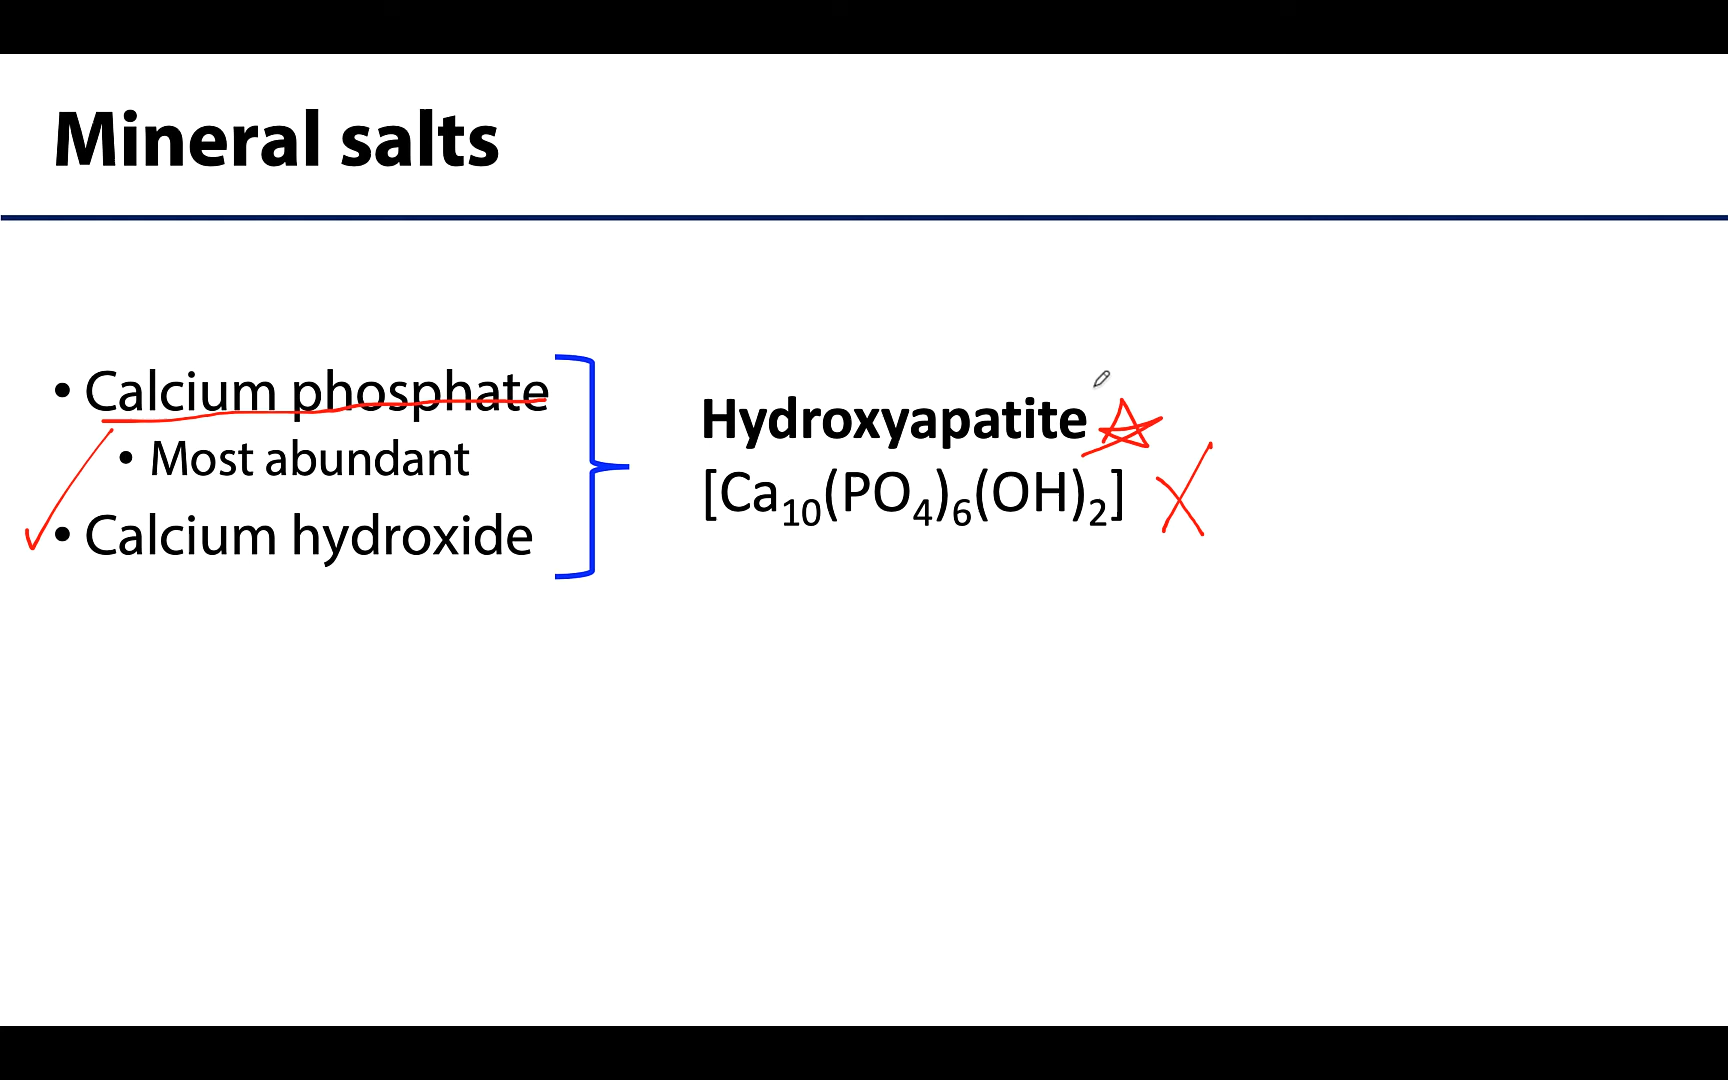 Mineral salts
• Calcium phosphate
• Most abundant
• Calcium hydroxide
Hydroxyapatite
[Ca₁₀(PO₄)₆(OH)₂]